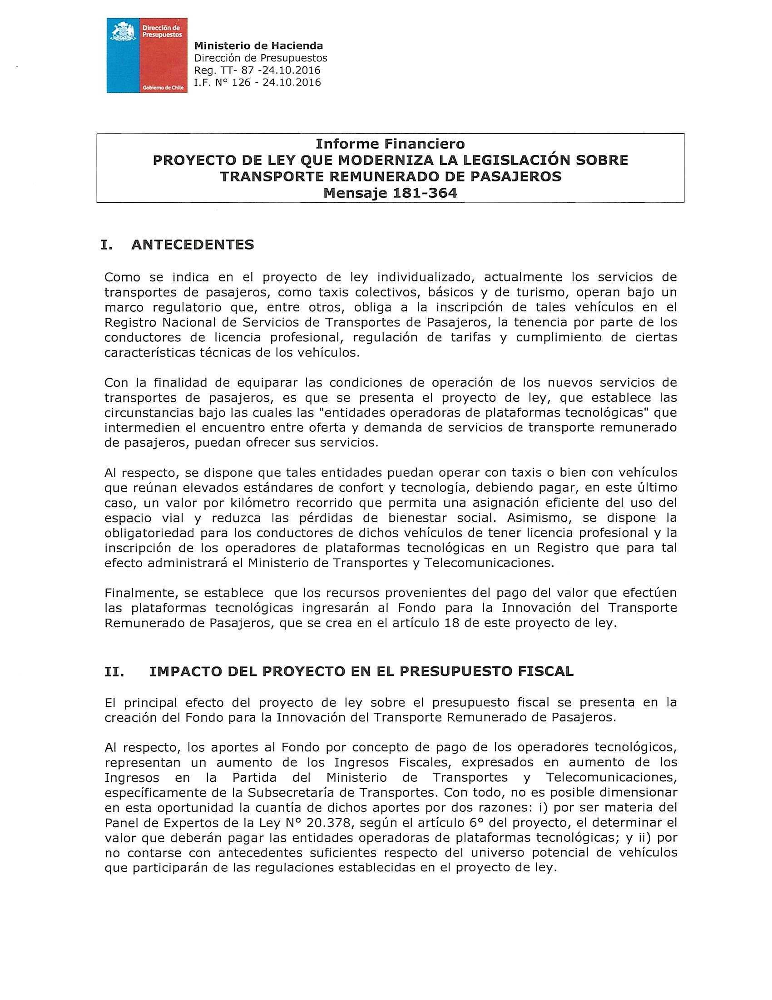 Dirección de
Presupuestos
Gobierno de Chile
Ministerio de Hacienda
Dirección de Presupuestos
Reg. TT- 87 -24.10.2016
I.F. N° 126 - 24.10.2016
Informe Financiero
PROYECTO DE LEY QUE MODERNIZA LA LEGISLACIÓN SOBRE
TRANSPORTE REMUNERADO DE PASAJEROS
Mensaje 181-364
I. ANTECEDENTES
Como se indica en el proyecto de ley individualizado, actualmente los servicios de
transportes de pasajeros, como taxis colectivos, básicos y de turismo, operan bajo un
marco regulatorio que, entre otros, obliga a la inscripción de tales vehículos en el
Registro Nacional de Servicios de Transportes de Pasajeros, la tenencia por parte de los
conductores de licencia profesional, regulación de tarifas y cumplimiento de ciertas
características técnicas de los vehículos.
Con la finalidad de equiparar las condiciones de operación de los nuevos servicios de
transportes de pasajeros, es que se presenta el proyecto de ley, que establece las
circunstancias bajo las cuales las "entidades operadoras de plataformas tecnológicas" que
intermedien el encuentro entre oferta y demanda de servicios de transporte remunerado
de pasajeros, puedan ofrecer sus servicios.
Al respecto, se dispone que tales entidades puedan operar con taxis o bien con vehículos
que reúnan elevados estándares de confort y tecnología, debiendo pagar, en este último
caso, un valor por kilómetro recorrido que permita una asignación eficiente del uso del
espacio vial y reduzca las pérdidas de bienestar social. Asimismo, se dispone la
obligatoriedad para los conductores de dichos vehículos de tener licencia profesional y la
inscripción de los operadores de plataformas tecnológicas en un Registro que para tal
efecto administrará el Ministerio de Transportes y Telecomunicaciones.
Finalmente, se establece que los recursos provenientes del pago del valor que efectúen
las plataformas tecnológicas ingresarán al Fondo para la Innovación del Transporte
Remunerado de Pasajeros, que se crea en el artículo 18 de este proyecto de ley.
II. IMPACTO DEL PROYECTO EN EL PRESUPUESTO FISCAL
El principal efecto del proyecto de ley sobre el presupuesto fiscal se presenta en la
creación del Fondo para la Innovación del Transporte Remunerado de Pasajeros.
Al respecto, los aportes al Fondo por concepto de pago de los operadores tecnológicos,
representan un aumento de los Ingresos Fiscales, expresados en aumento de los
Ingresos en la Partida del Ministerio de Transportes y Telecomunicaciones,
específicamente de la Subsecretaría de Transportes. Con todo, no es posible dimensionar
en esta oportunidad la cuantía de dichos aportes por dos razones: i) por ser materia del
Panel de Expertos de la Ley N° 20.378, según el artículo 6° del proyecto, el determinar el
valor que deberán pagar las entidades operadoras de plataformas tecnológicas; y ii) por
no contarse con antecedentes suficientes respecto del universo potencial de vehículos
que participarán de las regulaciones establecidas en el proyecto de ley.